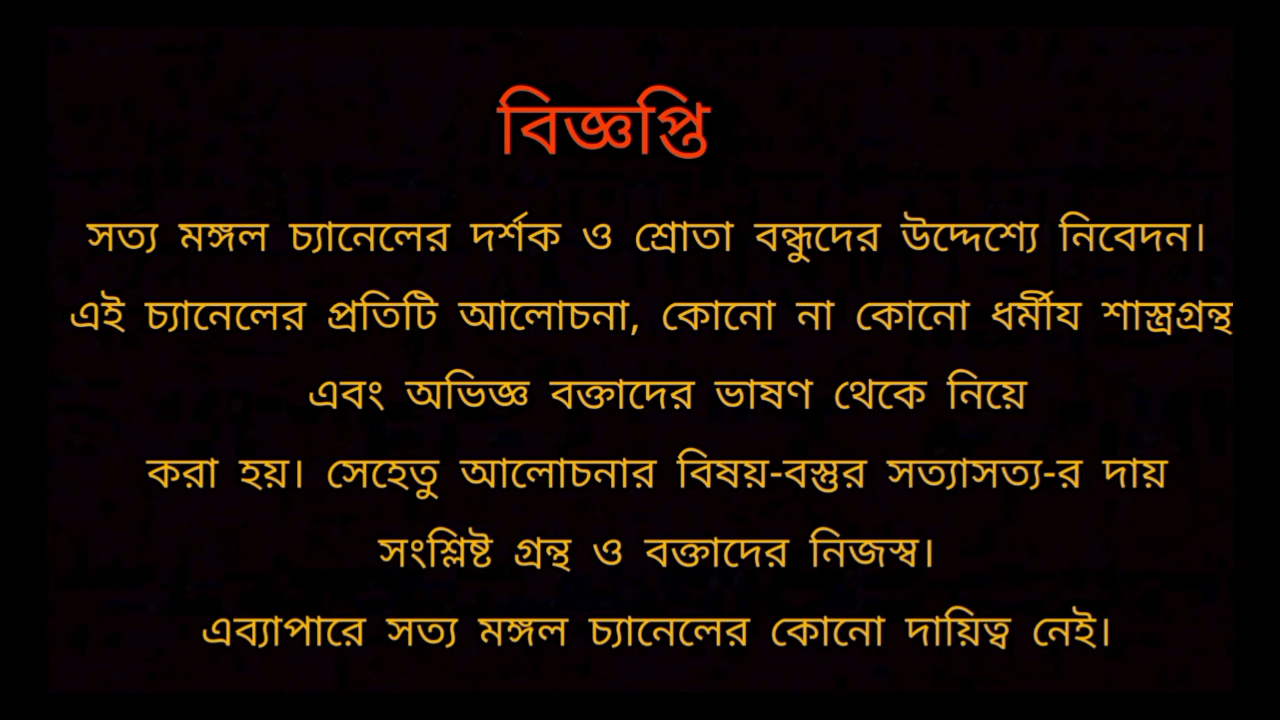 বিজ্ঞপ্তি
সত্য মঙ্গল চ্যানেলের দর্শক ও শ্রোতা বন্ধুদের উদ্দেশ্যে নিবেদন।
এই চ্যানেলের প্রতিটি আলোচনা, কোনো না কোনো ধর্মীয শাস্ত্রগ্রন্থ
এবং অভিজ্ঞ বক্তাদের ভাষণ থেকে নিয়ে
করা হয়। সেহেতু আলোচনার বিষয়-বস্তুর সত্যাসত্য-র দায়
সংশ্লিষ্ট গ্রন্থ ও বক্তাদের নিজস্ব।
এব্যাপারে সত্য মঙ্গল চ্যানেলের কোনো দায়িত্ব নেই।